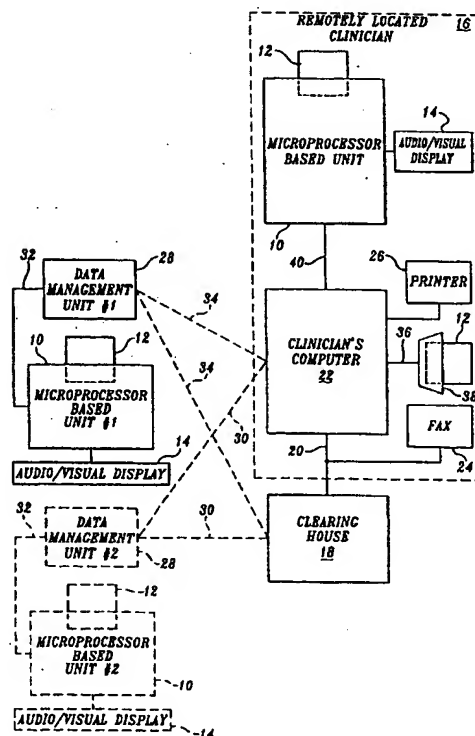 REMOTELY LOCATED
CLINICIAN
16
12
14
MICROPROCESSOR
BASED UNIT
AUDIO/VISUAL
DISPLAY
10
40
26
PRINTER
32
28
DATA
MANAGEMENT
UNIT #1
34
12
36
CLINICIAN'S
COMPUTER
22
38
10
12
MICROPROCESSOR
BASED
UNIT #1
34
30
FAX
24
14
AUDIO/VISUAL DISPLAY
20
32
DATA
MANAGEMENT
UNIT #2
30
28
CLEARING
HOUSE
18
12
MICROPROCESSOR
BASED
UNIT #2
10
AUDIO/VISUAL DISPLAY
14